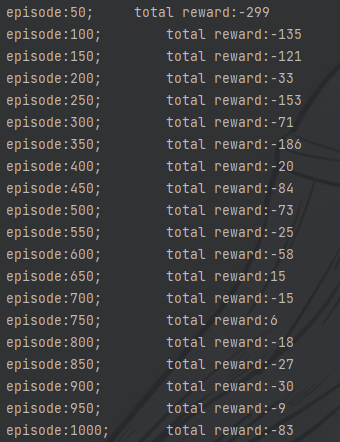 episode:50;     total reward:-299
episode:100;        total reward:-135
episode:150;        total reward:-121
episode:200;        total reward:-33
episode:250;        total reward:-153
episode:300;        total reward:-71
episode:350;        total reward:-186
episode:400;        total reward:-20
episode:450;        total reward:-84
episode:500;        total reward:-73
episode:550;        total reward:-25
episode:600;        total reward:-58
episode:650;        total reward:15
episode:700;        total reward:-15
episode:750;        total reward:6
episode:800;        total reward:-18
episode:850;        total reward:-27
episode:900;        total reward:-30
episode:950;        total reward:-9
episode:1000;       total reward:-83